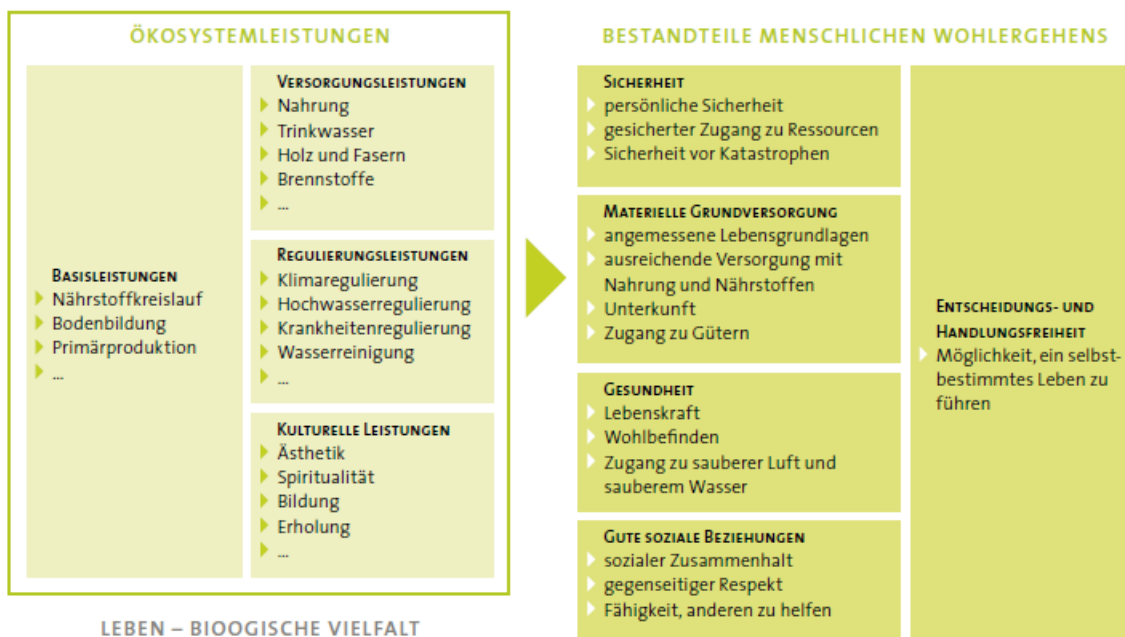 ÖKOSYSTEMLEISTUNGEN
BASISLEISTUNGEN
Nährstoffkreislauf
Bodenbildung
Primärproduktion
...
VERSORGUNGSLEISTUNGEN
Nahrung
Trinkwasser
Holz und Fasern
Brennstoffe
...
REGULIERUNGSLEISTUNGEN
Klimaregulierung
Hochwasserregulierung
Krankheitenregulierung
Wasserreinigung
...
KULTURELLE LEISTUNGEN
Ästhetik
Spiritualität
Bildung
Erholung
...
LEBEN – BIOOGISCHE VIELFALT
BESTANDTEILE MENSCHLICHEN WOHLERGEHENS
SICHERHEIT
persönliche Sicherheit
gesicherter Zugang zu Ressourcen
Sicherheit vor Katastrophen
MATERIELLE GRUNDVERSORGUNG
angemessene Lebensgrundlagen
ausreichende Versorgung mit
Nahrung und Nährstoffen
Unterkunft
Zugang zu Gütern
GESUNDHEIT
Lebenskraft
Wohlbefinden
Zugang zu sauberer Luft und
sauberem Wasser
GUTE SOZIALE BEZIEHUNGEN
sozialer Zusammenhalt
gegenseitiger Respekt
Fähigkeit, anderen zu helfen
ENTSCHEIDUNGS- UND
HANDLUNGSFREIHEIT
Möglichkeit, ein selbst-
bestimmtes Leben zu
führen